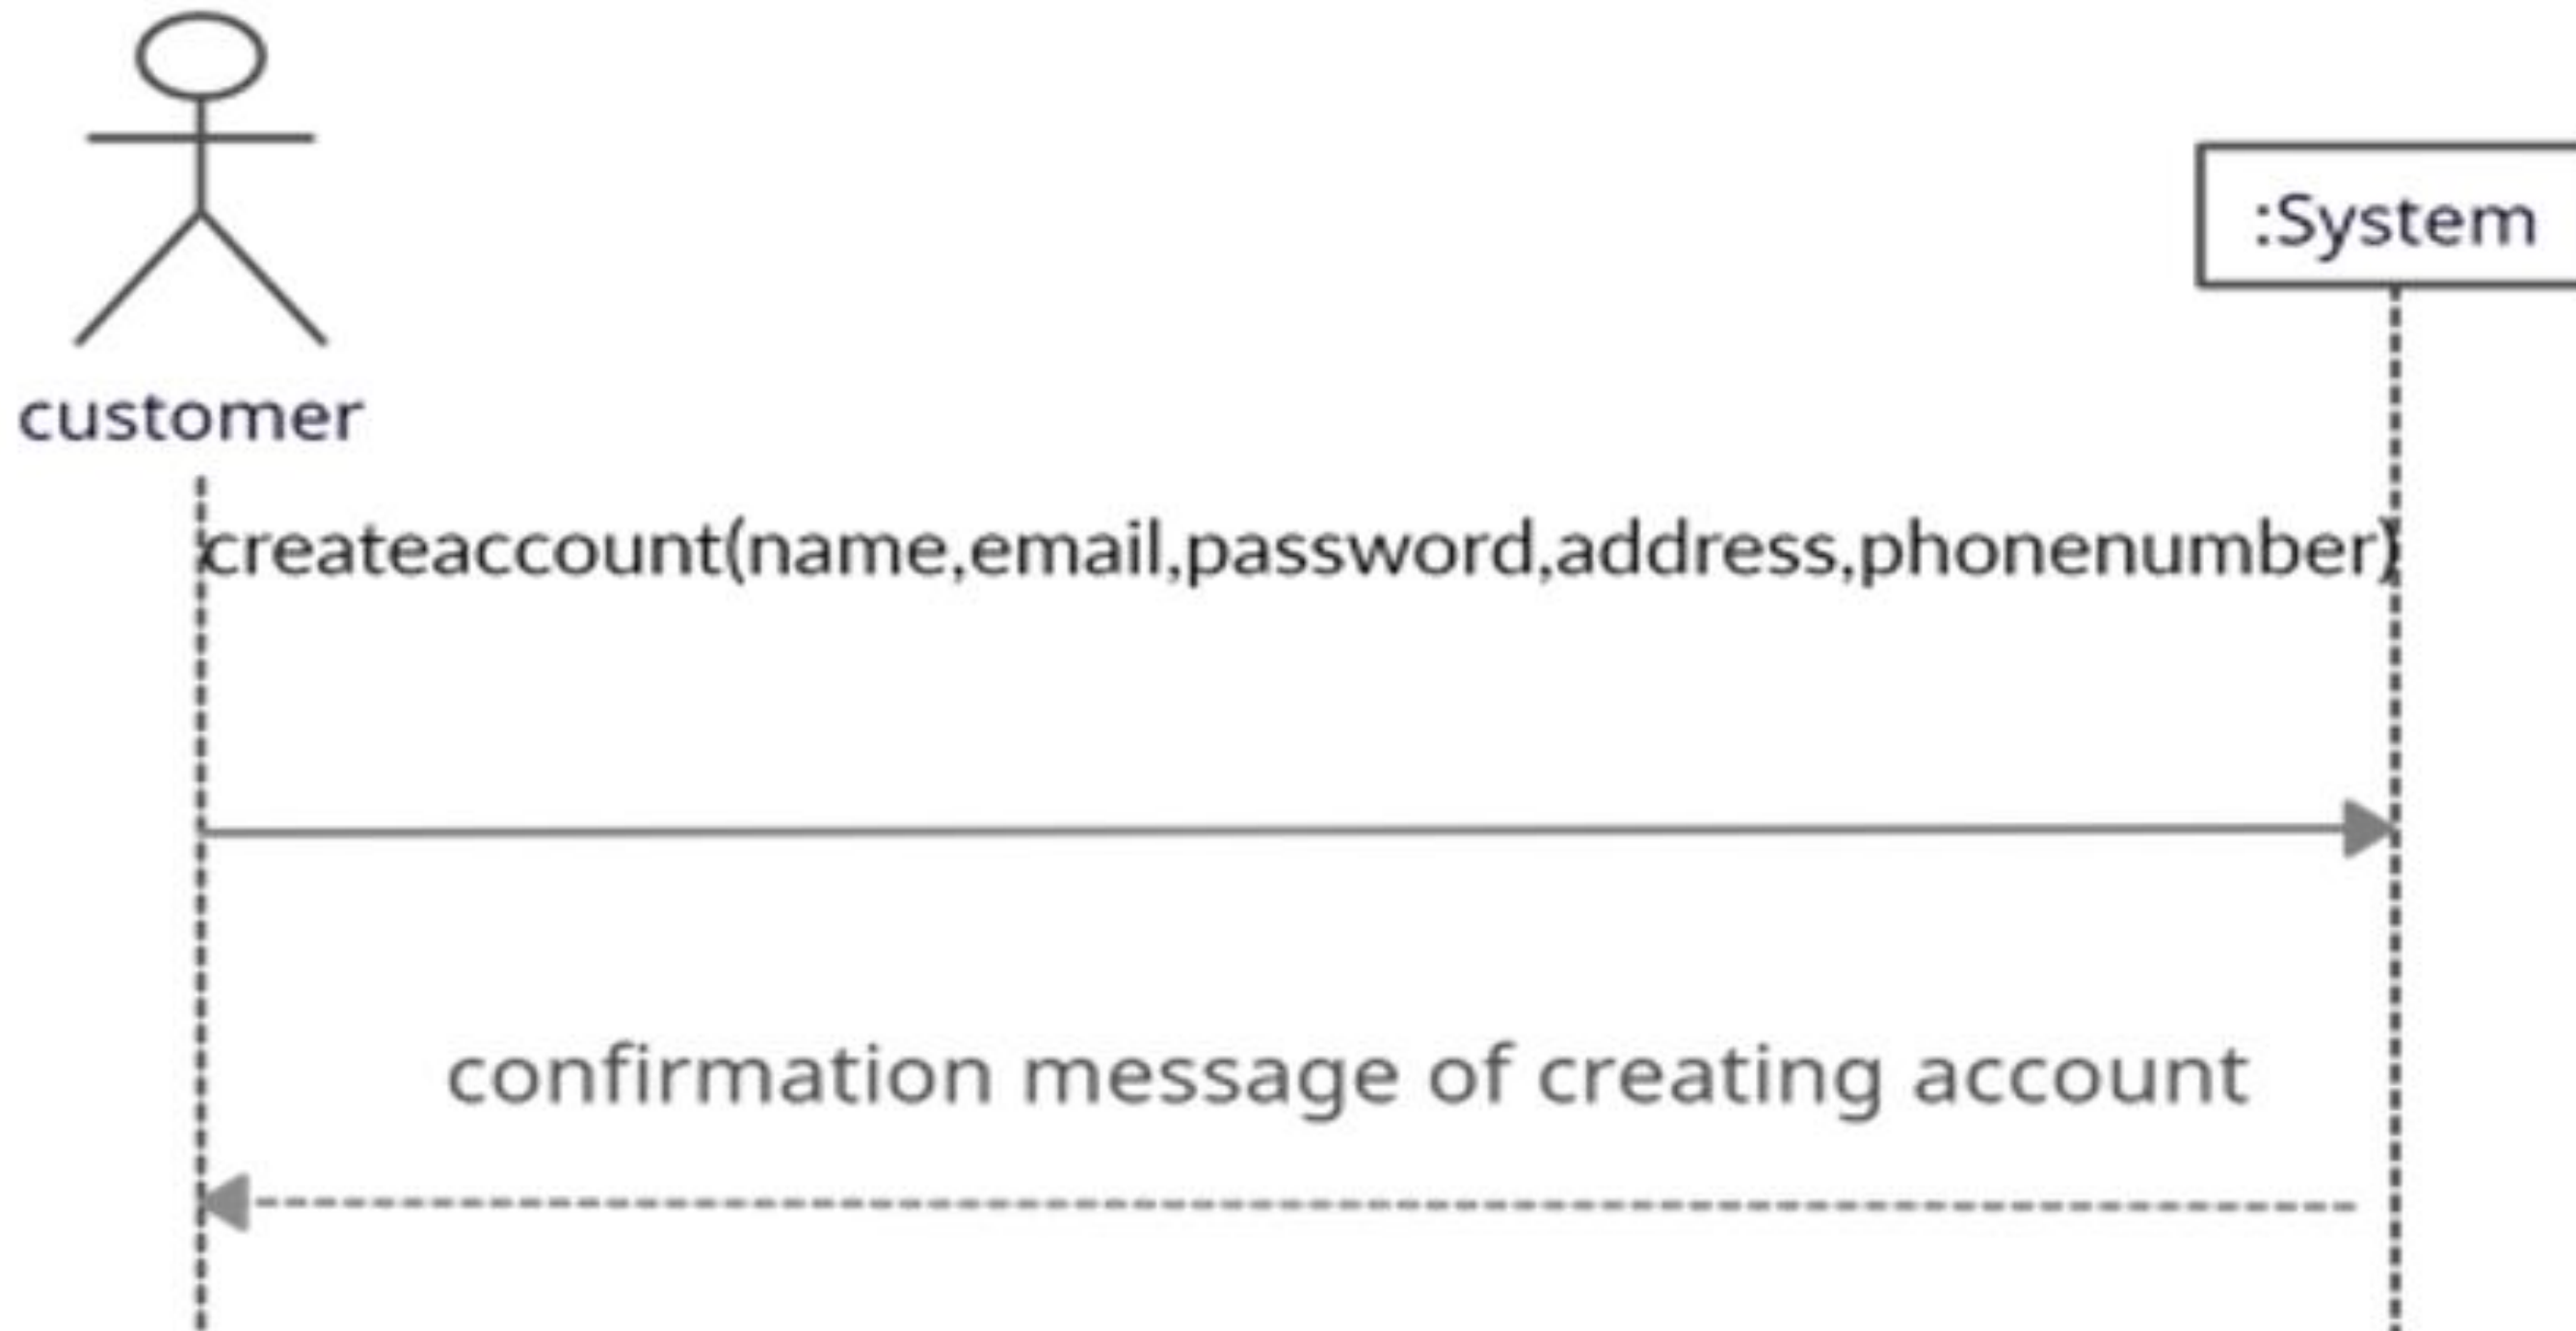 :System
customer
createaccount(name,email,password,address,phonenumber)
confirmation message of creating account